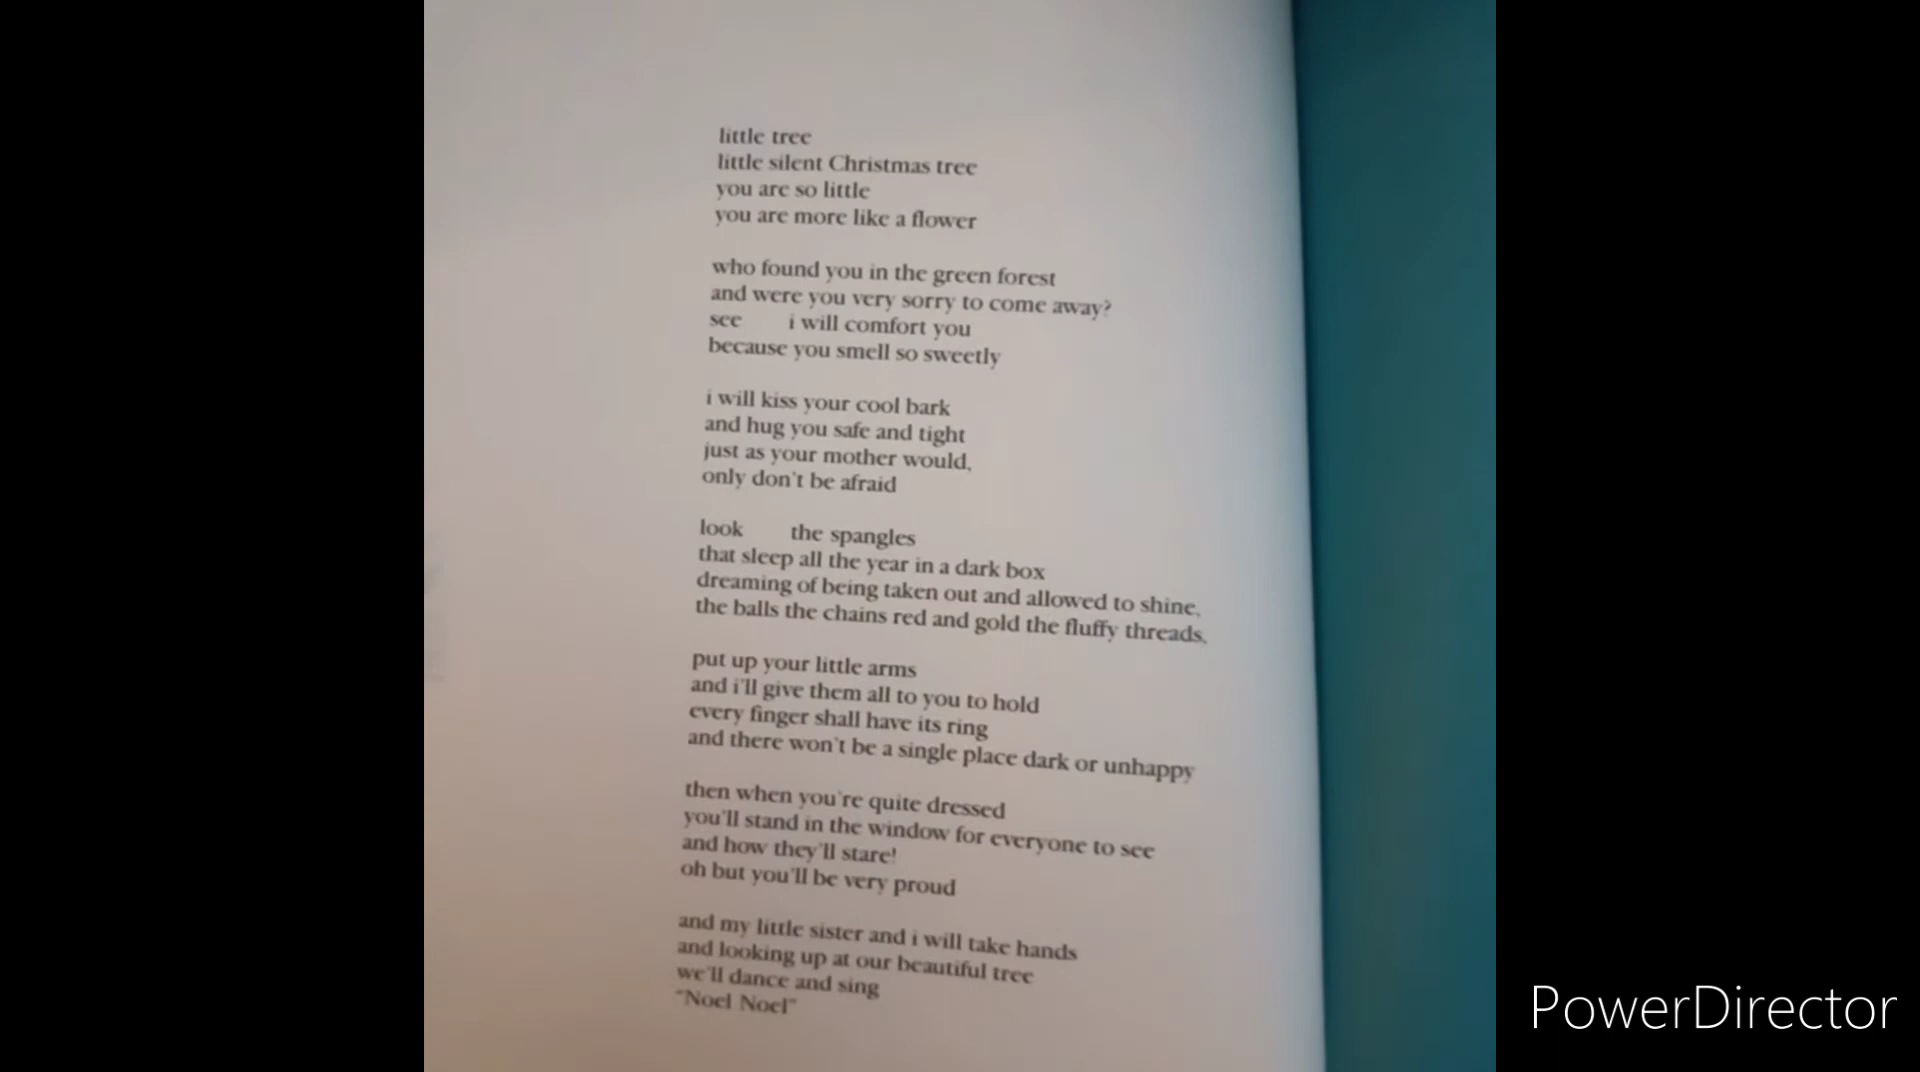 little tree
little silent Christmas tree
you are so little
you are more like a flower

who found you in the green forest
and were you very sorry to come away?
see      i will comfort you
because you smell so sweetly

i will kiss your cool bark
and hug you safe and tight
just as your mother would,
only don't be afraid

look      the spangles
that sleep all the year in a dark box
dreaming of being taken out and allowed to shine,
the balls the chains red and gold the fluffy threads,

put up your little arms
and i'll give them all to you to hold
every finger shall have its ring
and there won't be a single place dark or unhappy

then when you're quite dressed
you'll stand in the window for everyone to see
and how they'll stare!
oh but you'll be very proud

and my little sister and i will take hands
and looking up at our beautiful tree
we'll dance and sing
"Noel Noel"

PowerDirector